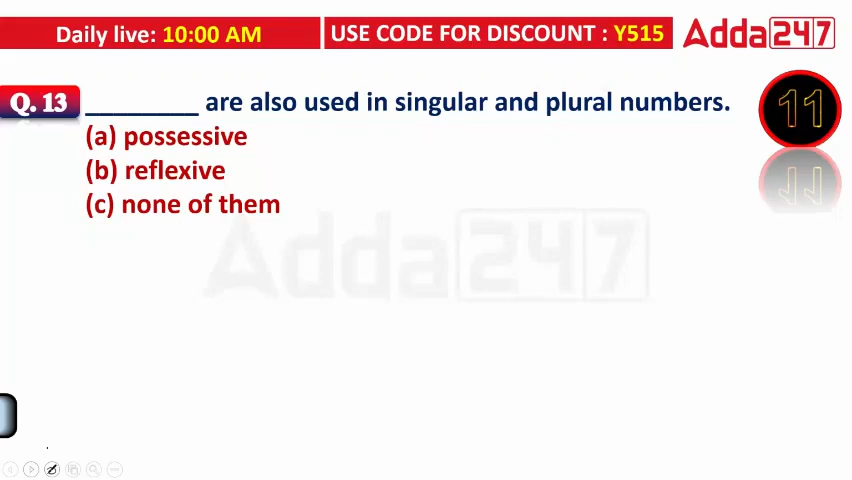 Daily live: 10:00 AM
USE CODE FOR DISCOUNT : Y515
Adda247
Q. 13 _________ are also used in singular and plural numbers.
11
(a) possessive
(b) reflexive
(c) none of them
Adda247